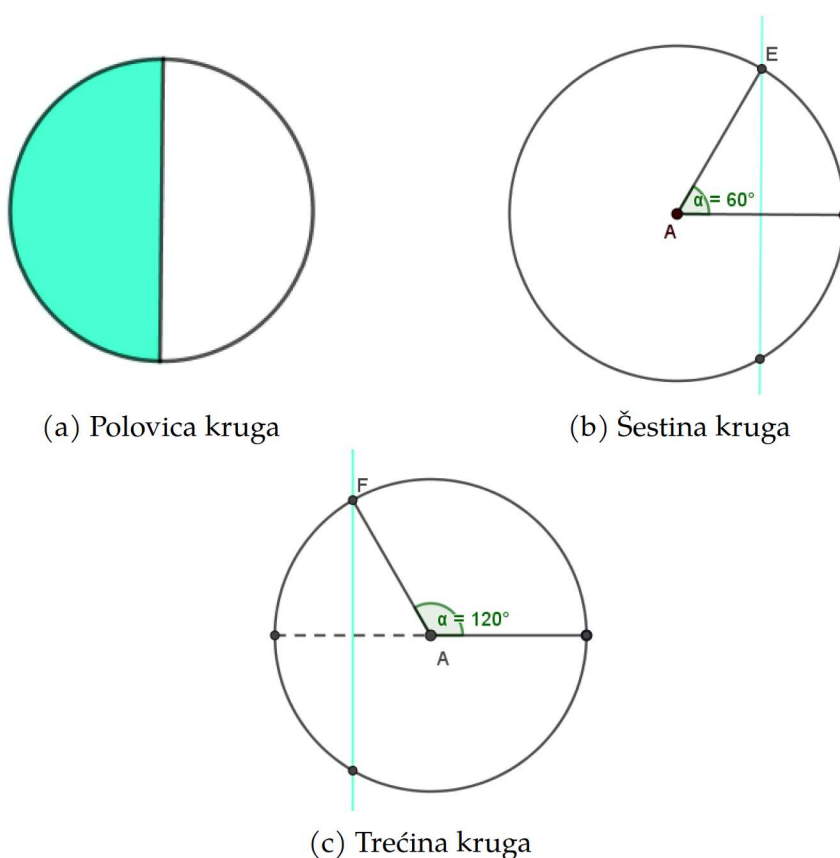 E
α = 60°
A
(a) Polovica kruga
(b) Šestina kruga
F
α = 120°
A
(c) Trećina kruga